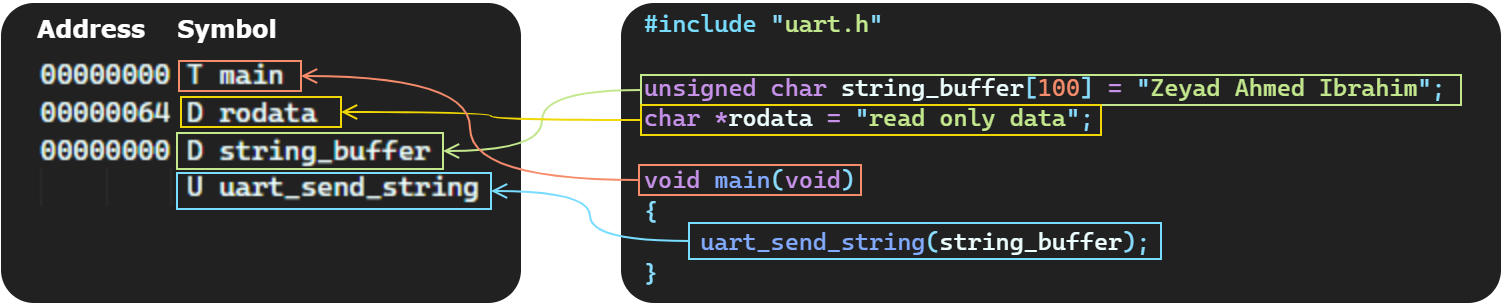 Address Symbol
00000000 T main
00000064 D rodata
00000000 D string_buffer
U uart_send_string
#include "uart.h"
unsigned char string_buffer[100] = "Zeyad Ahmed Ibrahim";
char *rodata = "read only data";
void main(void)
{
uart_send_string(string_buffer);
}